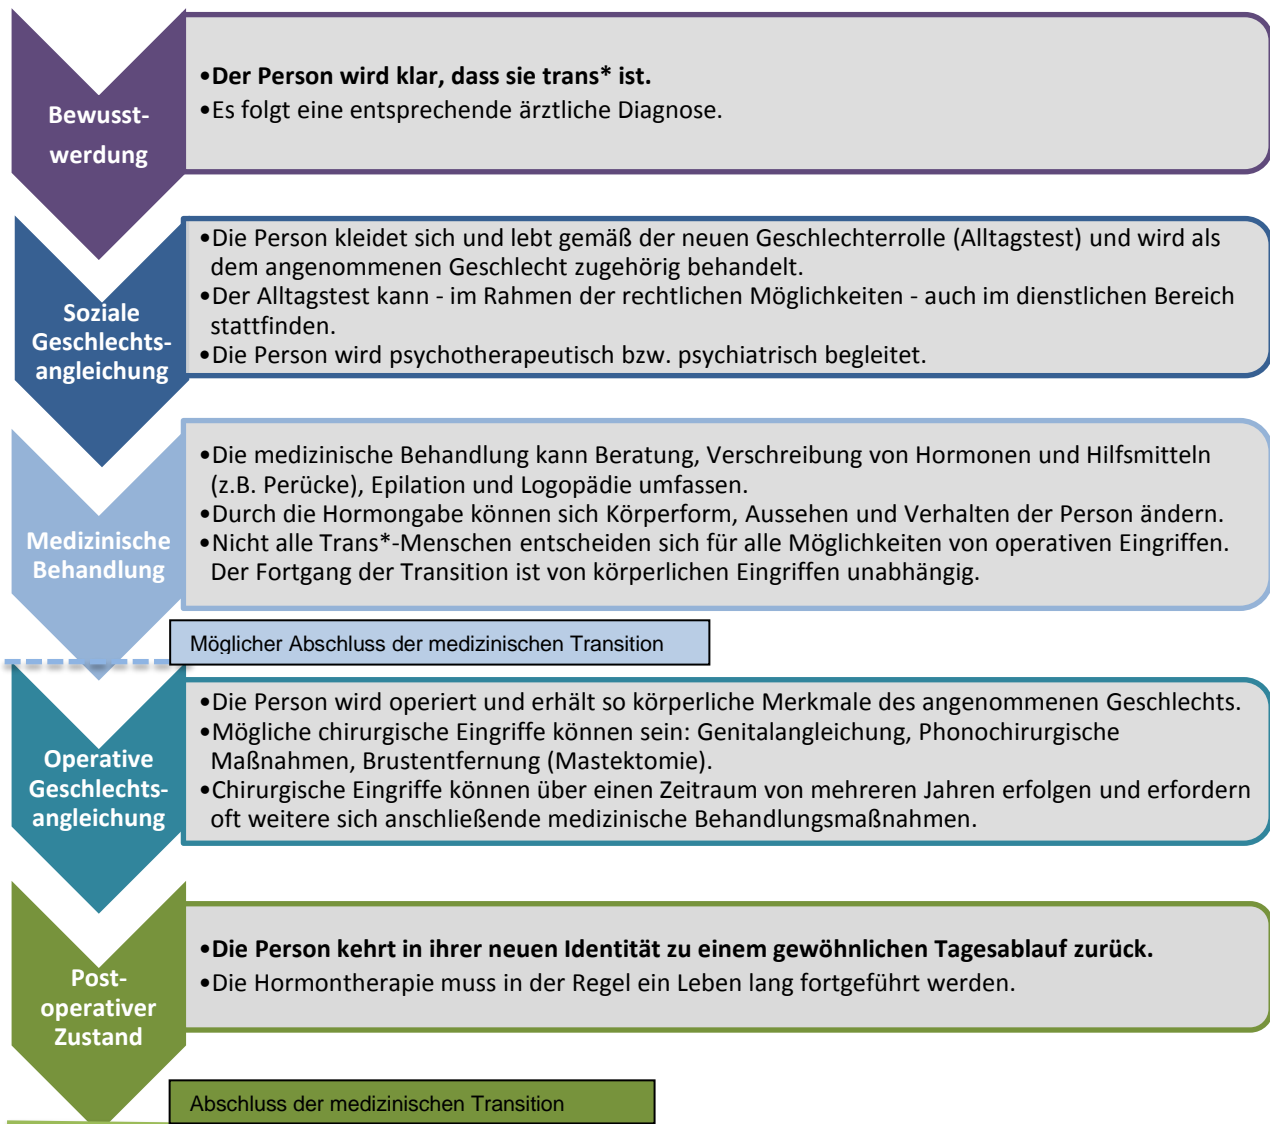 Bewusst-
werdung
•Der Person wird klar, dass sie trans* ist.
•Es folgt eine entsprechende ärztliche Diagnose.
Soziale
Geschlechts-
angleichung
•Die Person kleidet sich und lebt gemäß der neuen Geschlechterrolle (Alltagstest) und wird als
dem angenommenen Geschlecht zugehörig behandelt.
•Der Alltagstest kann - im Rahmen der rechtlichen Möglichkeiten - auch im dienstlichen Bereich
stattfinden.
•Die Person wird psychotherapeutisch bzw. psychiatrisch begleitet.
Medizinische
Behandlung
•Die medizinische Behandlung kann Beratung, Verschreibung von Hormonen und Hilfsmitteln
(z.B. Perücke), Epilation und Logopädie umfassen.
•Durch die Hormongabe können sich Körperform, Aussehen und Verhalten der Person ändern.
•Nicht alle Trans*-Menschen entscheiden sich für alle Möglichkeiten von operativen Eingriffen.
Der Fortgang der Transition ist von körperlichen Eingriffen unabhängig.
Möglicher Abschluss der medizinischen Transition
Operative
Geschlechts-
angleichung
•Die Person wird operiert und erhält so körperliche Merkmale des angenommenen Geschlechts.
•Mögliche chirurgische Eingriffe können sein: Genitalangleichung, Phonochirurgische
Maßnahmen, Brustentfernung (Mastektomie).
•Chirurgische Eingriffe können über einen Zeitraum von mehreren Jahren erfolgen und erfordern
oft weitere sich anschließende medizinische Behandlungsmaßnahmen.
Post-
operativer
Zustand
•Die Person kehrt in ihrer neuen Identität zu einem gewöhnlichen Tagesablauf zurück.
•Die Hormontherapie muss in der Regel ein Leben lang fortgeführt werden.
Abschluss der medizinischen Transition